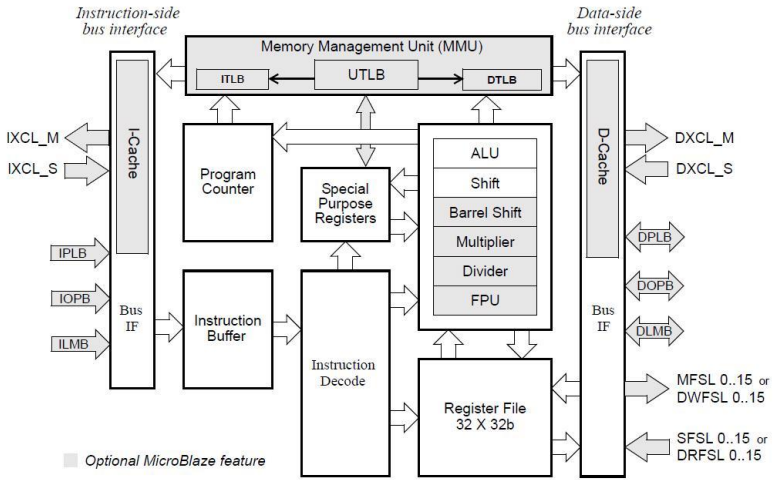 Instruction-side
bus interface
Data-side
bus interface
Memory Management Unit (MMU)
ITLB
UTLB
DTLB
IXCL_M
IXCL_S
I-Cache
Program
Counter
Special
Purpose
Registers
ALU
Shift
Barrel Shift
Multiplier
Divider
FPU
D-Cache
DXCL_M
DXCL_S
IPLB
IOPB
ILMB
Bus
IF
Instruction
Buffer
Instruction
Decode
Register File
32 X 32b
Bus
IF
DPLB
DOPB
DLMB
MFSL 0..15 or
DWFSL 0..15
SFSL 0..15 or
DRFSL 0..15
Optional MicroBlaze feature